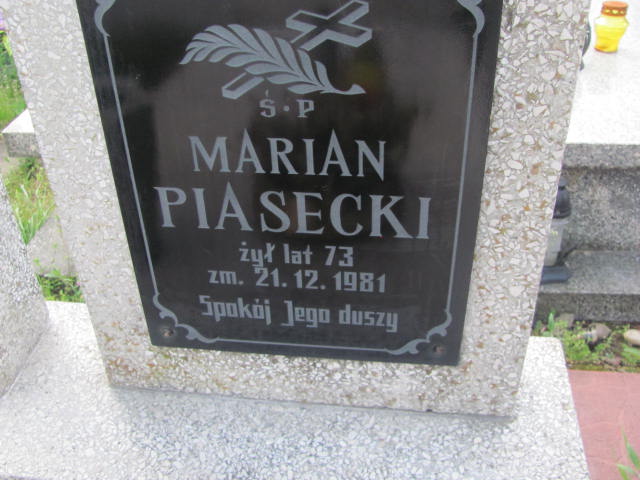 Ś·P
MARIAN
PIASECKI
żył lat 73
zm. 21.12.1981
Spokój Jego duszy